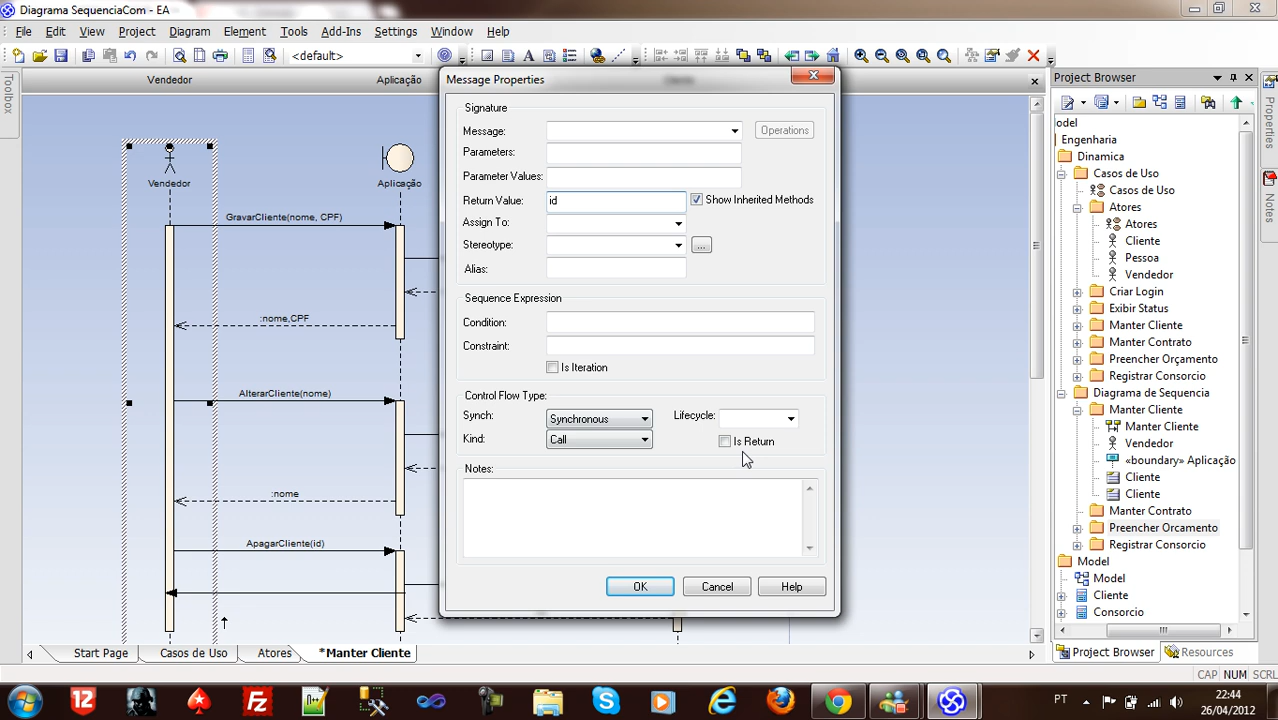 Diagrama SequenciaCom - EA
File Edit View Project Diagram Element Tools Add-Ins Settings Window Help
<default>
Toolbox
Vendedor Aplicação
Vendedor
Aplicação
GravarCliente(nome, CPF)
:nome,CPF
AlterarCliente(nome)
:nome
ApagarCliente(id)
Message Properties
Signature
Message: Operations
Parameters:
Parameter Values:
Return Value: id Show Inherited Methods
Assign To:
Stereotype: ...
Alias:
Sequence Expression
Condition:
Constraint:
Is Iteration
Control Flow Type:
Synch: Synchronous Lifecycle:
Kind: Call Is Return
Notes:
OK Cancel Help
Project Browser
odel
Engenharia
Dinamica
Casos de Uso
Casos de Uso
Atores
Atores
Cliente
Pessoa
Vendedor
Criar Login
Exibir Status
Manter Cliente
Manter Contrato
Preencher Orçamento
Registrar Consorcio
Diagrama de Sequencia
Manter Cliente
Manter Cliente
Vendedor
«boundary» Aplicação
Cliente
Cliente
Manter Contrato
Preencher Orcamento
Registrar Consorcio
Model
Model
Cliente
Consorcio
Project Browser Resources
Properties
Notes
Start Page Casos de Uso Atores *Manter Cliente
CAP NUM SCRL
12
PT
22:44
26/04/2012